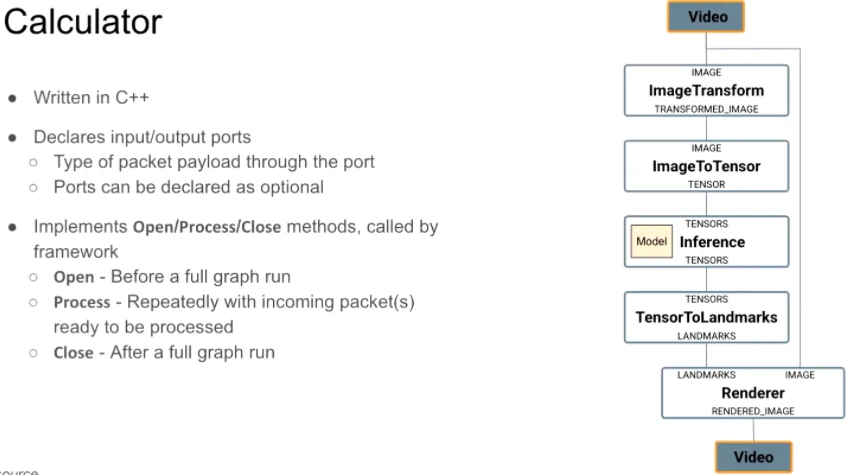 Calculator
● Written in C++
● Declares input/output ports
○ Type of packet payload through the port
○ Ports can be declared as optional
● Implements Open/Process/Close methods, called by
framework
○ Open - Before a full graph run
○ Process - Repeatedly with incoming packet(s)
ready to be processed
○ Close - After a full graph run
Video
IMAGE
ImageTransform
TRANSFORMED_IMAGE
IMAGE
ImageToTensor
TENSOR
TENSORS
Model
Inference
TENSORS
TENSORS
TensorToLandmarks
LANDMARKS
LANDMARKS IMAGE
Renderer
RENDERED_IMAGE
Video